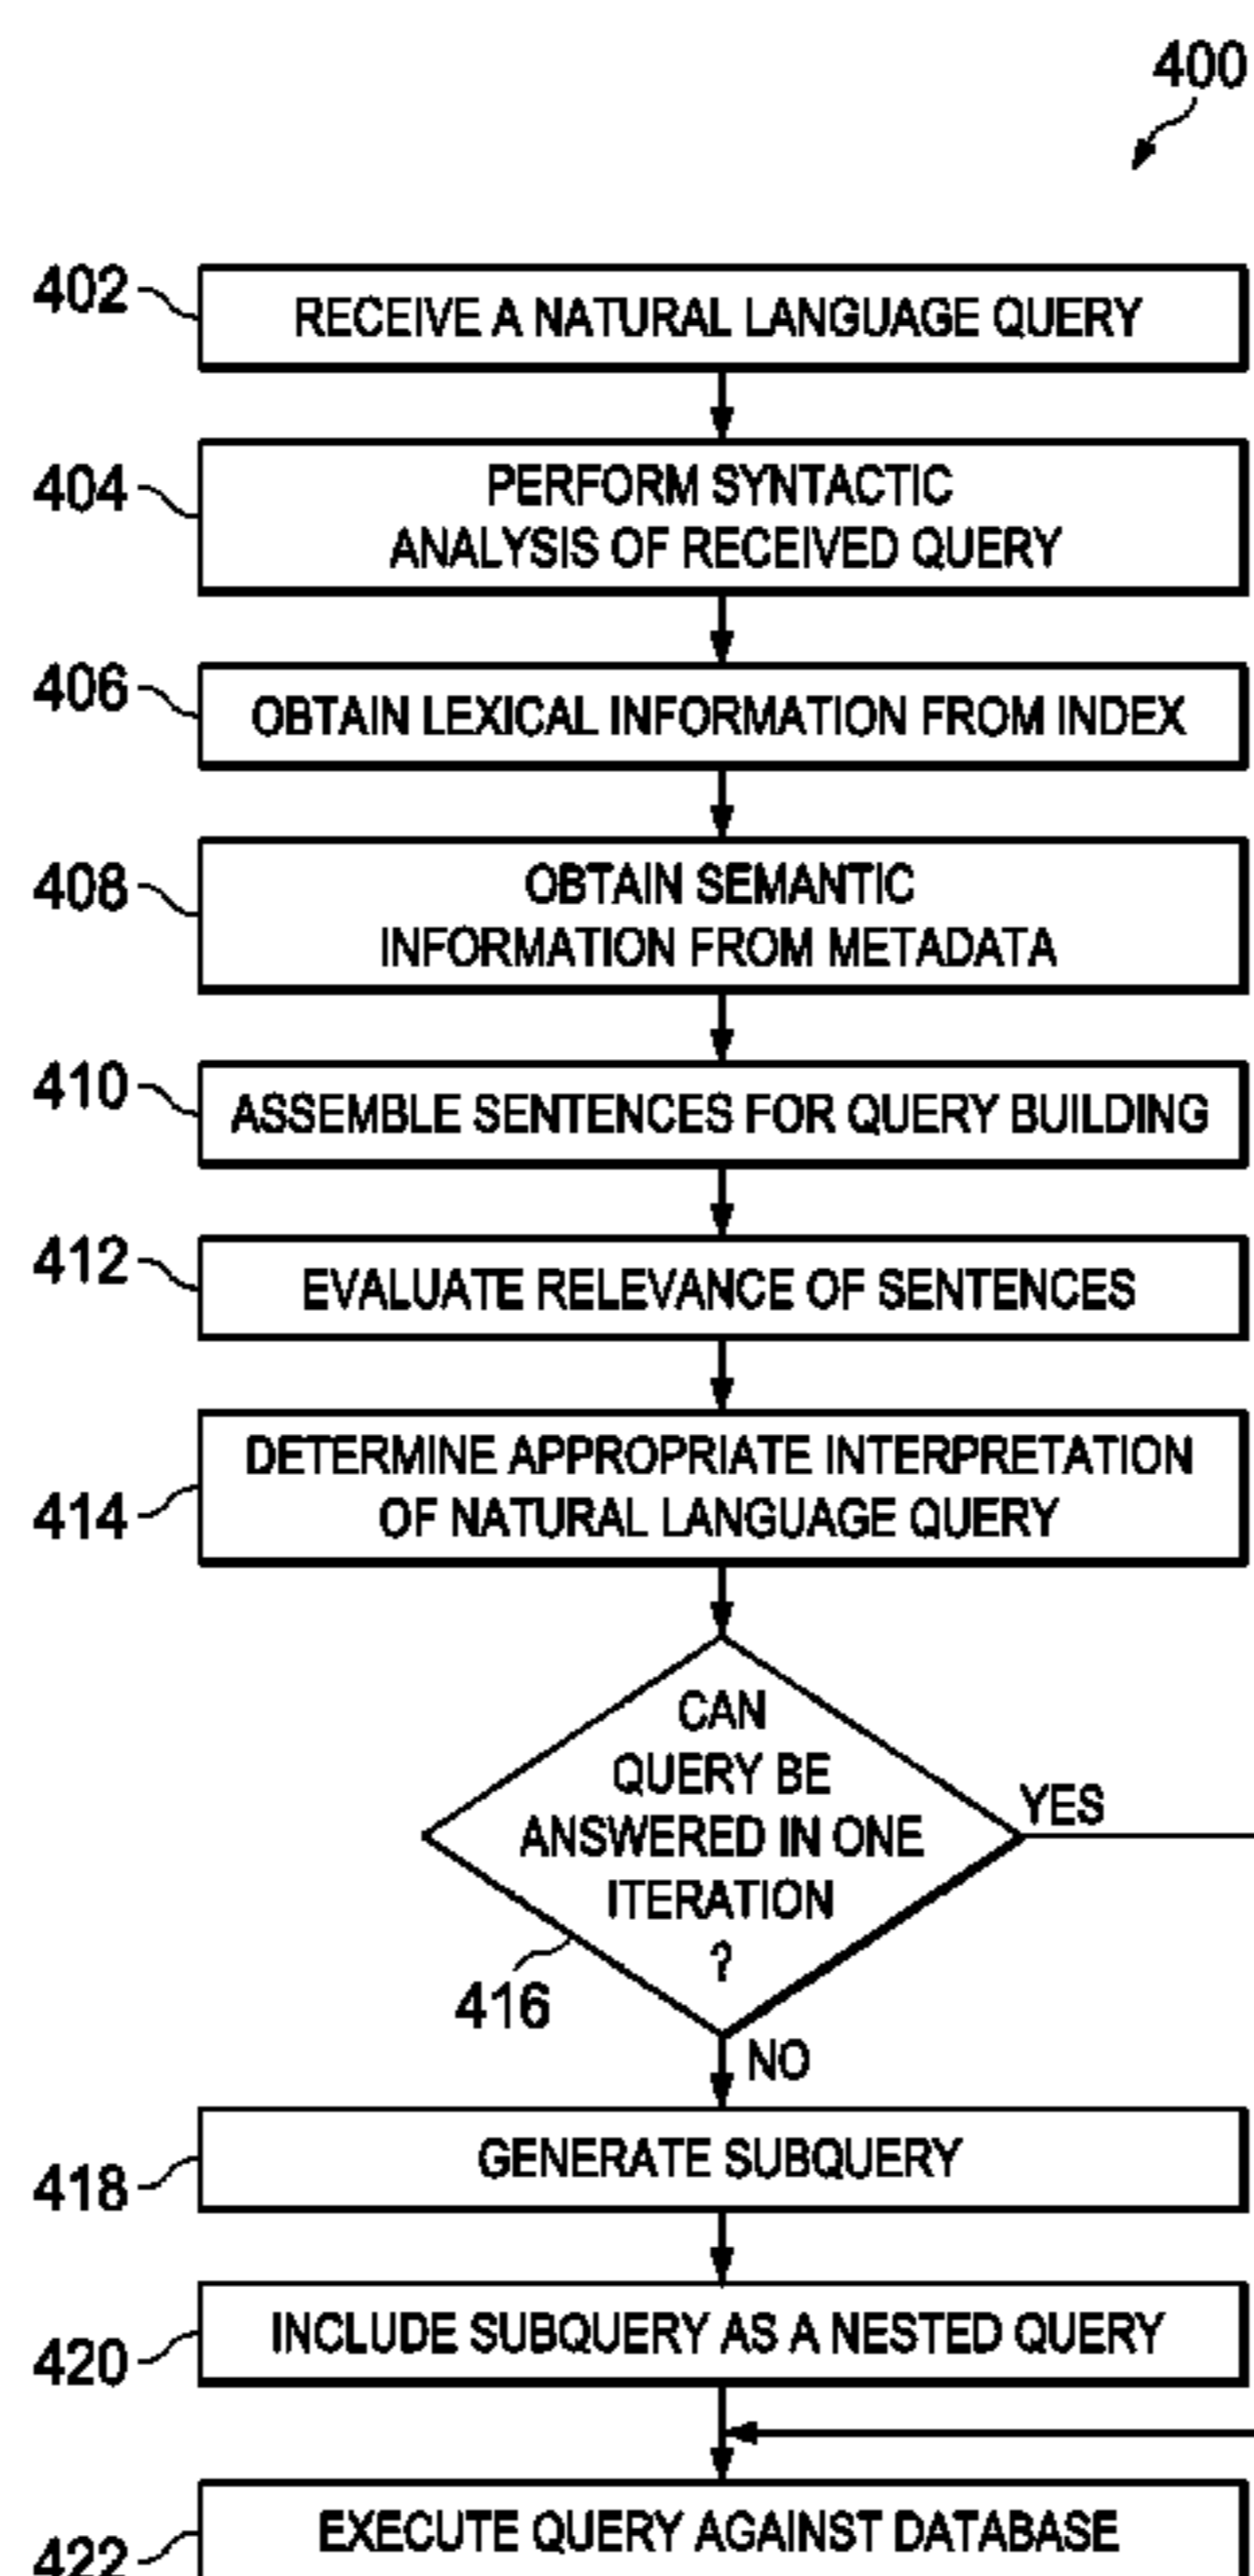 400
402
RECEIVE A NATURAL LANGUAGE QUERY
404
PERFORM SYNTACTIC
ANALYSIS OF RECEIVED QUERY
406
OBTAIN LEXICAL INFORMATION FROM INDEX
408
OBTAIN SEMANTIC
INFORMATION FROM METADATA
410
ASSEMBLE SENTENCES FOR QUERY BUILDING
412
EVALUATE RELEVANCE OF SENTENCES
414
DETERMINE APPROPRIATE INTERPRETATION
OF NATURAL LANGUAGE QUERY
CAN
QUERY BE
ANSWERED IN ONE
ITERATION
?
YES
416
NO
418
GENERATE SUBQUERY
420
INCLUDE SUBQUERY AS A NESTED QUERY
422
EXECUTE QUERY AGAINST DATABASE